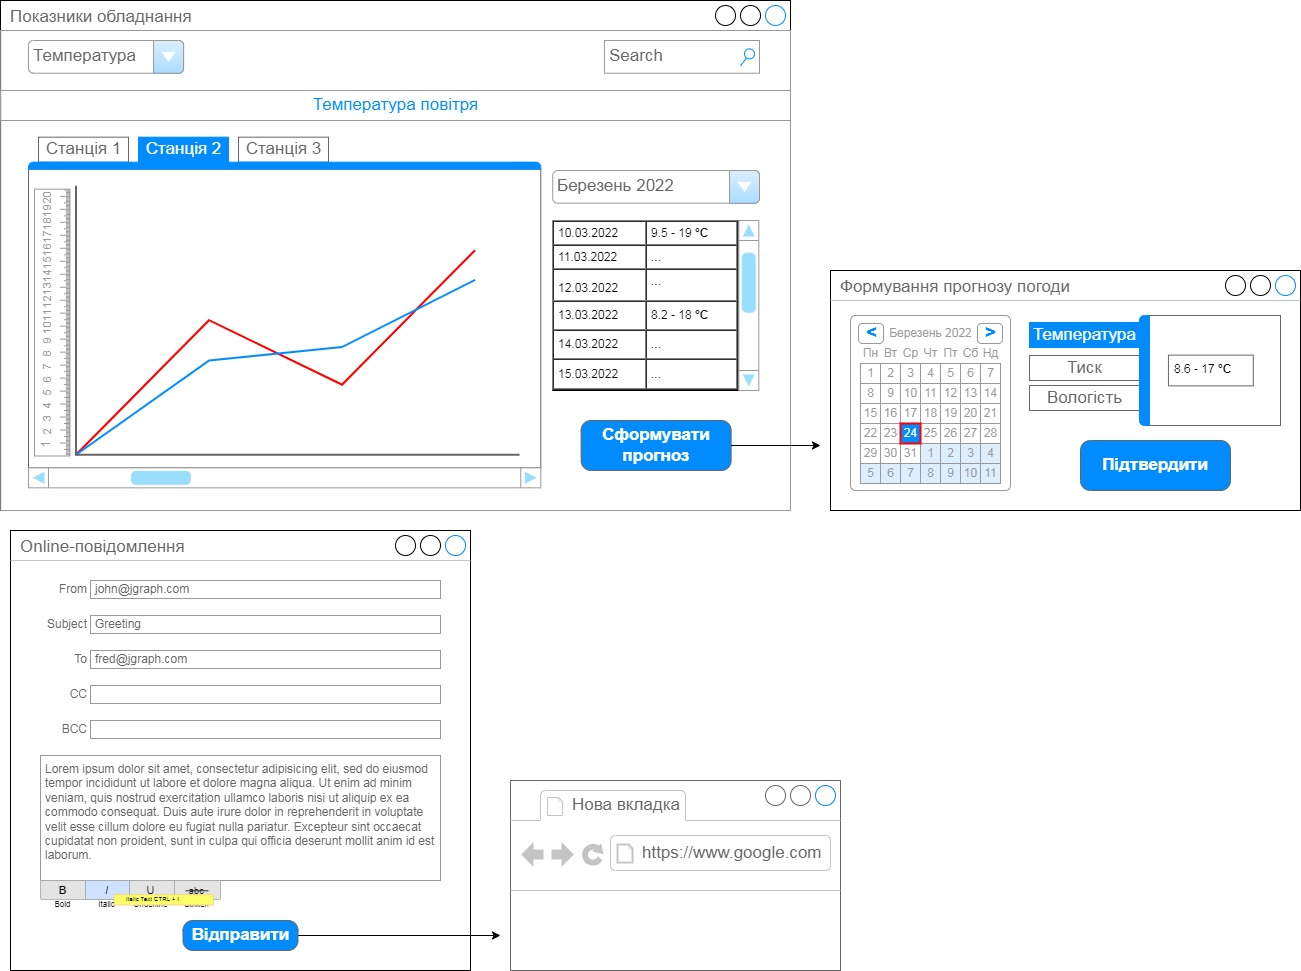 Показники обладнання
Температура
Search
Температура повітря
Станція 1
Станція 2
Станція 3
1 2 3 4 5 6 7 8 9 10 11 12 13 14 15 16 17 18 19 20
Березень 2022
10.03.2022 9.5 - 19 °C
11.03.2022 ...
12.03.2022 ...
13.03.2022 8.2 - 18 °C
14.03.2022 ...
15.03.2022 ...
Сформувати
прогноз
Формування прогнозу погоди
< Березень 2022 >
Пн Вт Ср Чт Пт Сб Нд
1 2 3 4 5 6 7
8 9 10 11 12 13 14
15 16 17 18 19 20 21
22 23 24 25 26 27 28
29 30 31 1 2 3 4
5 6 7 8 9 10 11
Температура
Тиск
Вологість
8.6 - 17 °C
Підтвердити
Online-повідомлення
From john@jgraph.com
Subject Greeting
To fred@jgraph.com
CC
BCC
Lorem ipsum dolor sit amet, consectetur adipisicing elit, sed do eiusmod
tempor incididunt ut labore et dolore magna aliqua. Ut enim ad minim
veniam, quis nostrud exercitation ullamco laboris nisi ut aliquip ex ea
commodo consequat. Duis aute irure dolor in reprehenderit in voluptate
velit esse cillum dolore eu fugiat nulla pariatur. Excepteur sint occaecat
cupidatat non proident, sunt in culpa qui officia deserunt mollit anim id est
laborum.
B I U abc
Bold Italic
Italic Text CTRL + I
Відправити
Нова вкладка
https://www.google.com